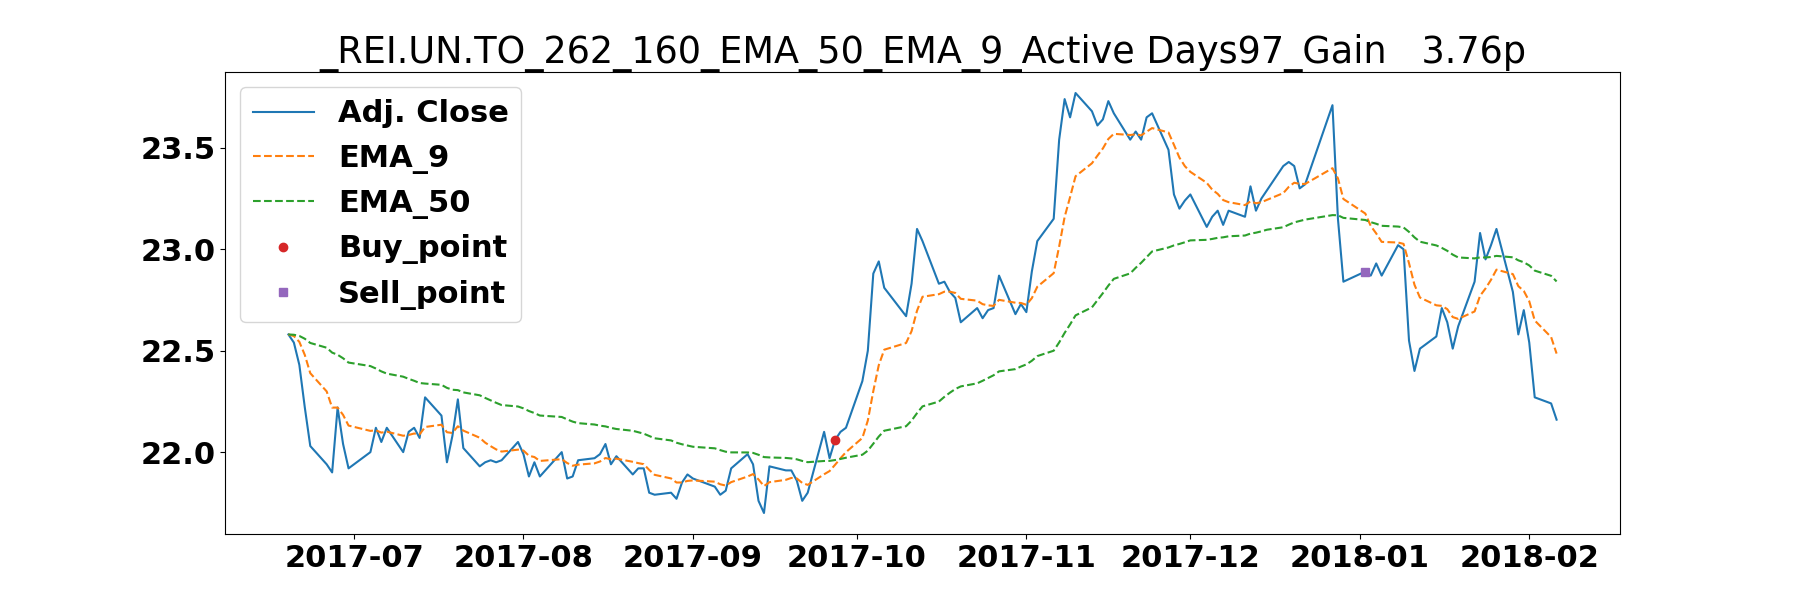 _REI.UN.TO_262_160_EMA_50_EMA_9_Active Days97_Gain   3.76p
Adj. Close
EMA_9
EMA_50
Buy_point
Sell_point
23.5
23.0
22.5
22.0
2017-07 2017-08 2017-09 2017-10 2017-11 2017-12 2018-01 2018-02